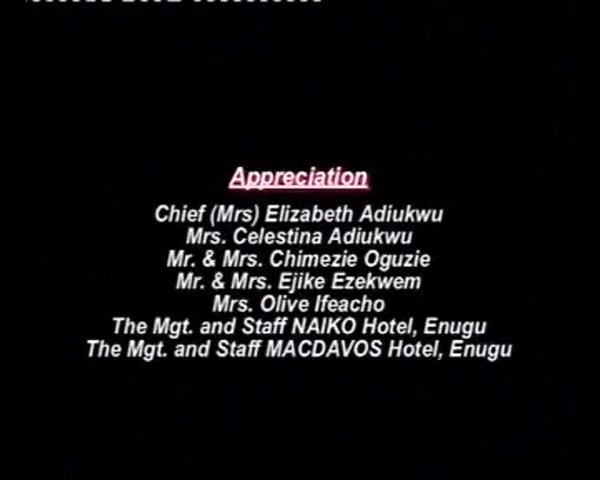 Appreciation
Chief (Mrs) Elizabeth Adiukwu
Mrs. Celestina Adiukwu
Mr. & Mrs. Chimezie Oguzie
Mr. & Mrs. Ejike Ezekwem
Mrs. Olive Ifeacho
The Mgt. and Staff NAIKO Hotel, Enugu
The Mgt. and Staff MACDAVOS Hotel, Enugu